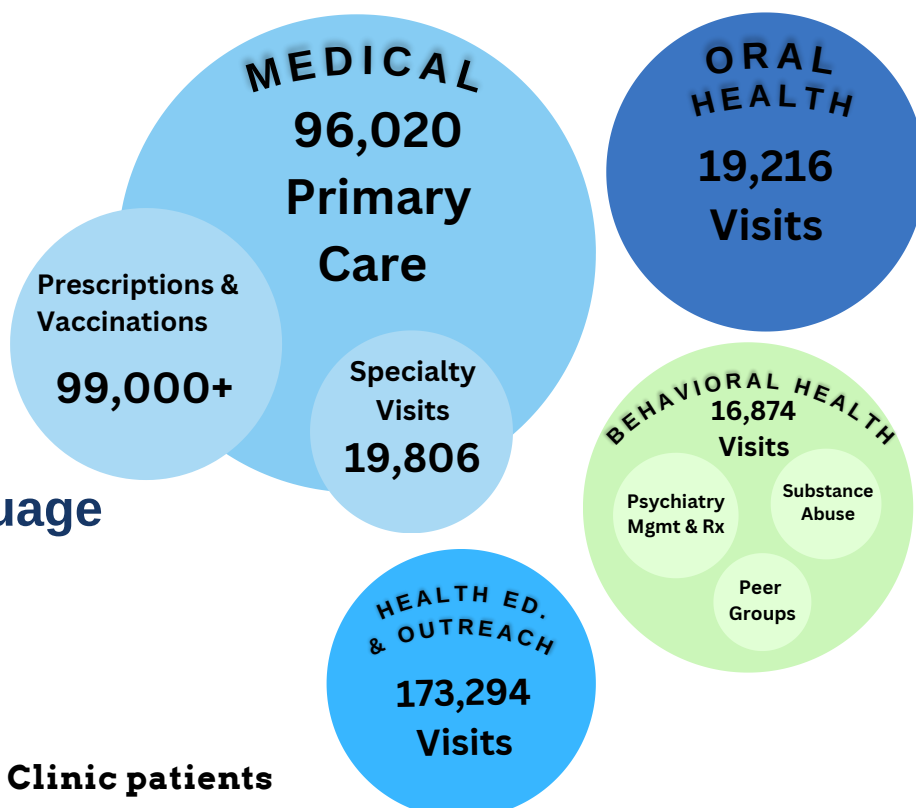 MEDICAL
96,020
Primary
Care
Prescriptions &
Vaccinations
99,000+
Specialty
Visits
19,806
ORAL
HEALTH
19,216
Visits
BEHAVIORAL HEALTH
16,874
Visits
Psychiatry
Mgmt & Rx
Substance
Abuse
Peer
Groups
uage
HEALTH ED.
& OUTREACH
173,294
Visits
Clinic patients